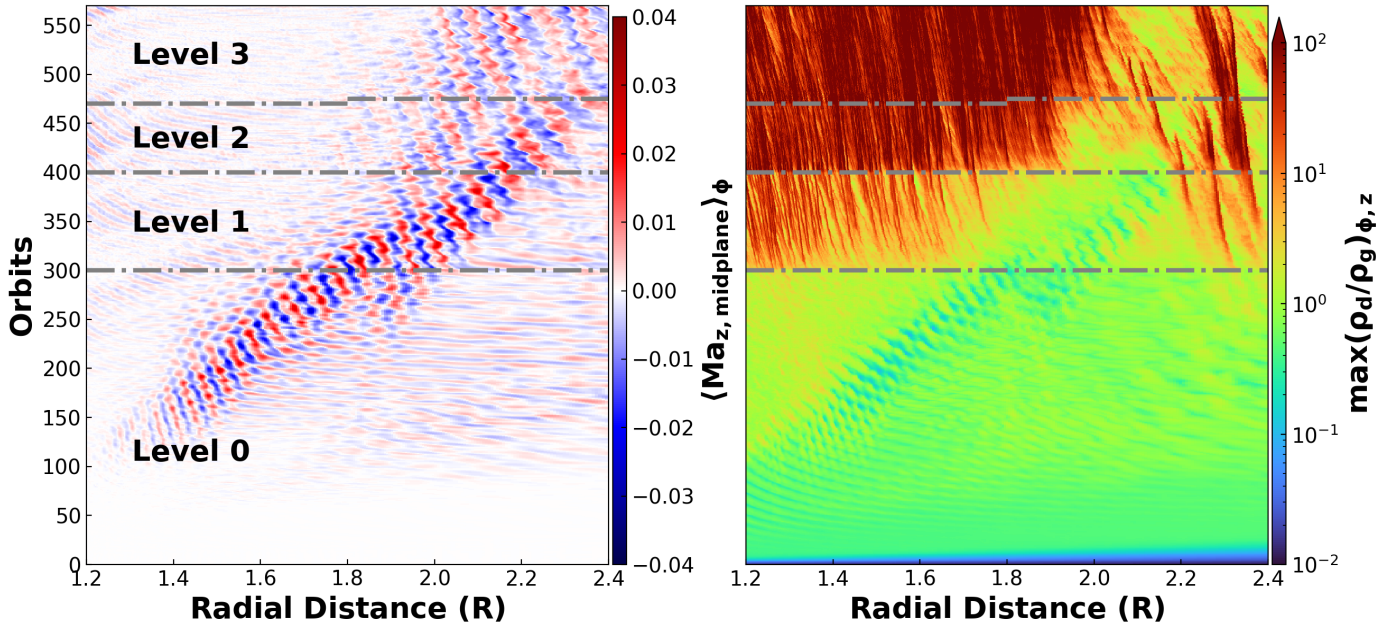 550
500
450
400
350
300
250
200
150
100
50
0
Orbits
Level 3
Level 2
Level 1
Level 0
1.2 1.4 1.6 1.8 2.0 2.2 2.4
Radial Distance (R)
0.04
0.03
0.02
0.01
0.00
−0.01
−0.02
−0.03
−0.04
⟨Ma_{z, midplane}⟩_ϕ
1.2 1.4 1.6 1.8 2.0 2.2 2.4
Radial Distance (R)
10²
10¹
10⁰
10⁻¹
10⁻²
max(ρ_d/ρ_g)_{ϕ, z}